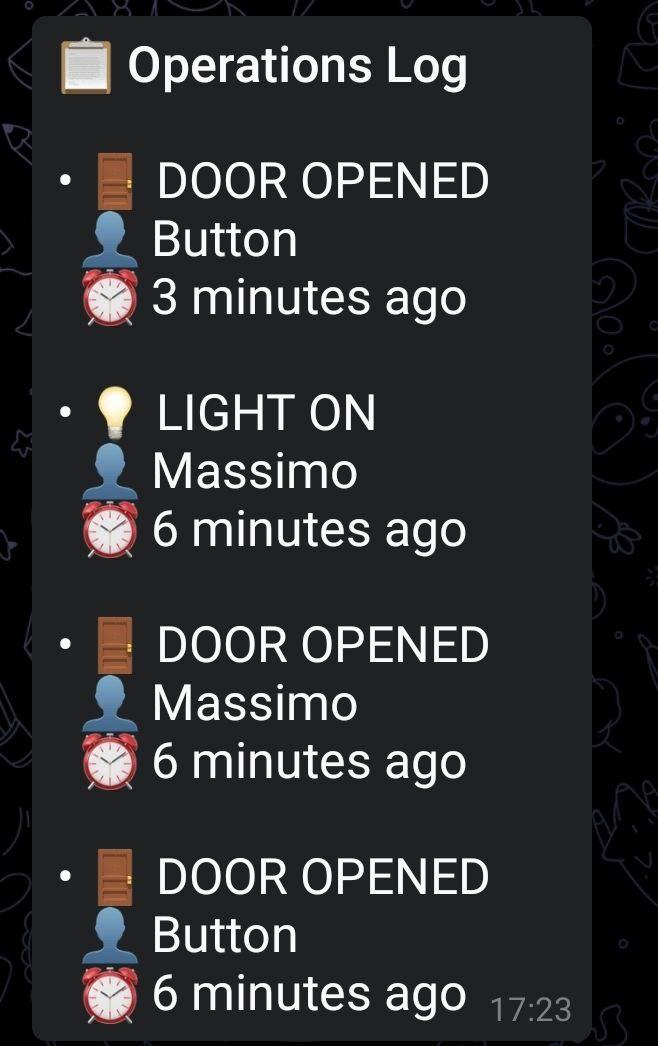 📋 Operations Log
• 🚪 DOOR OPENED
👤 Button
⏰ 3 minutes ago
• 💡 LIGHT ON
👤 Massimo
⏰ 6 minutes ago
• 🚪 DOOR OPENED
👤 Massimo
⏰ 6 minutes ago
• 🚪 DOOR OPENED
👤 Button
⏰ 6 minutes ago
17:23